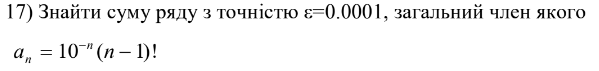 17) Знайти суму ряду з точністю ε=0.0001, загальний член якого
aₙ = 10⁻ⁿ(n − 1)!